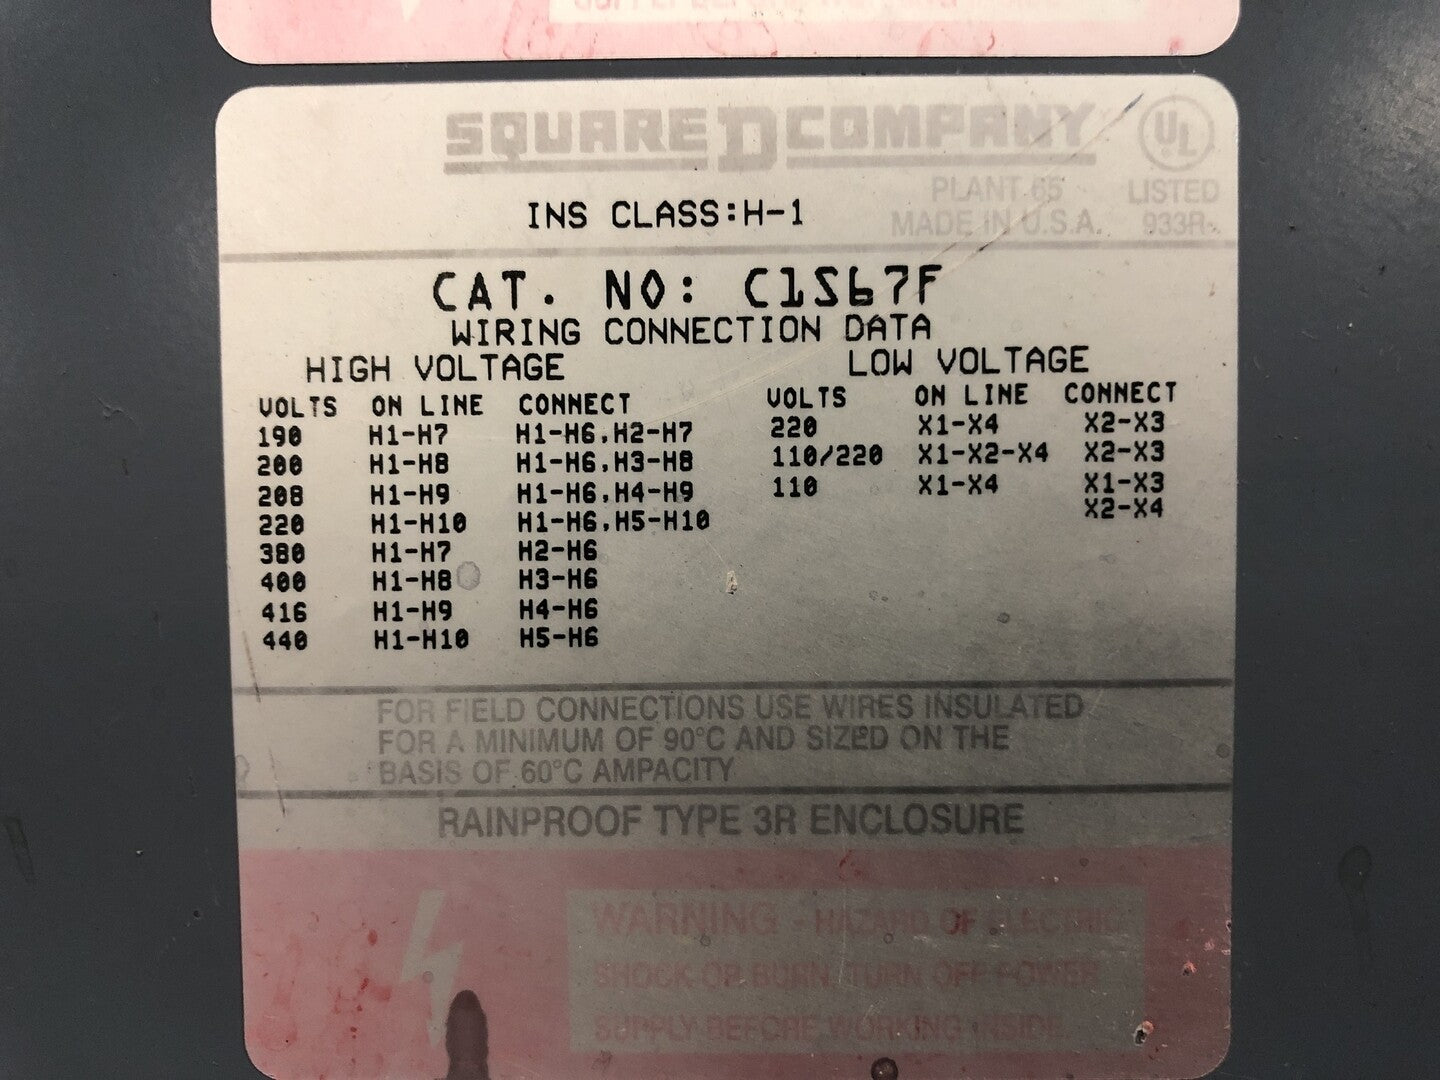 SQUARE D COMPANY
UL
PLANT 65 LISTED
INS CLASS:H-1 MADE IN U.S.A. 933R
CAT. NO: C1S67F
WIRING CONNECTION DATA
HIGH VOLTAGE LOW VOLTAGE
VOLTS ON LINE CONNECT VOLTS ON LINE CONNECT
190 H1-H7 H1-H6,H2-H7 220 X1-X4 X2-X3
200 H1-H8 H1-H6,H3-H8 110/220 X1-X2-X4 X2-X3
208 H1-H9 H1-H6,H4-H9 110 X1-X4 X1-X3
X2-X4
220 H1-H10 H1-H6,H5-H10
380 H1-H7 H2-H6
400 H1-H8 H3-H6
416 H1-H9 H4-H6
440 H1-H10 H5-H6
FOR FIELD CONNECTIONS USE WIRES INSULATED
FOR A MINIMUM OF 90°C AND SIZED ON THE
BASIS OF 60°C AMPACITY
RAINPROOF TYPE 3R ENCLOSURE
WARNING - HAZARD OF ELECTRIC
SHOCK OR BURN. TURN OFF POWER
SUPPLY BEFORE WORKING INSIDE.